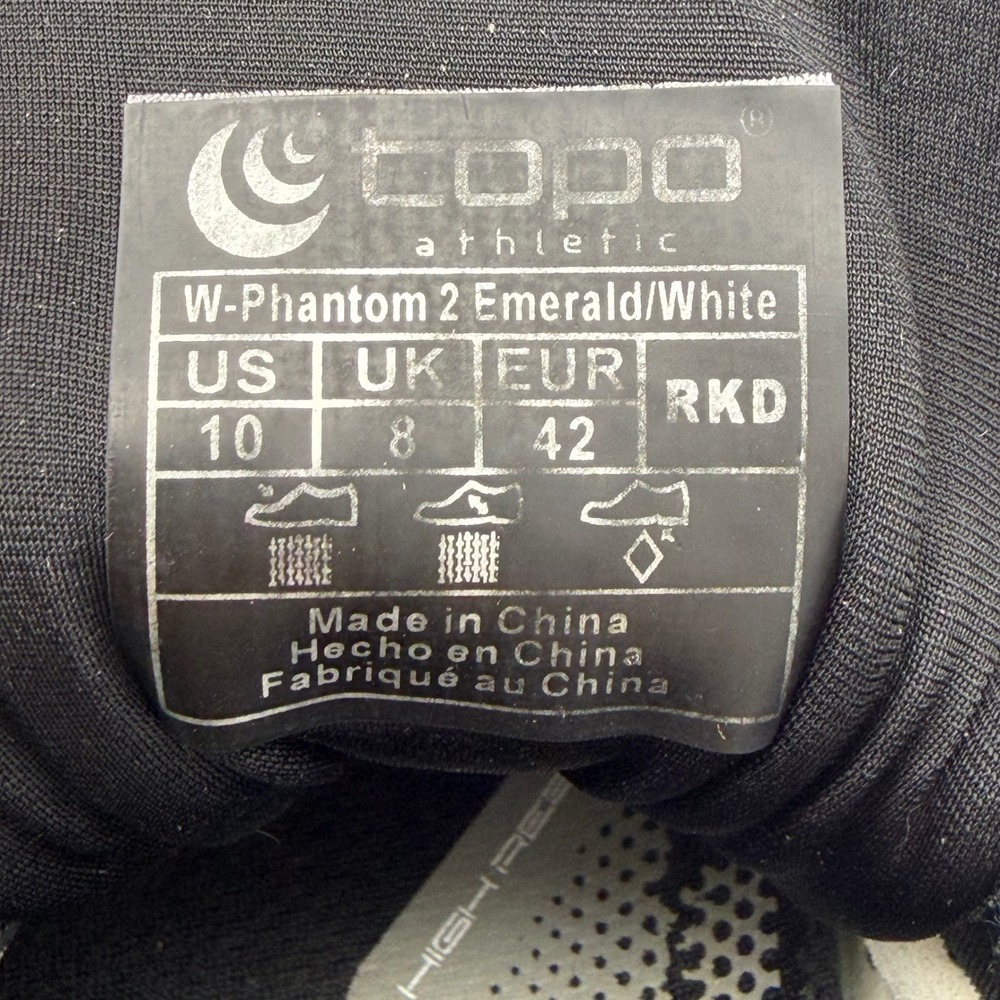 topo®
athletic
W-Phantom 2 Emerald/White
US UK EUR RKD
10 8 42
Made in China
Hecho en China
Fabriqué au China
HIGH